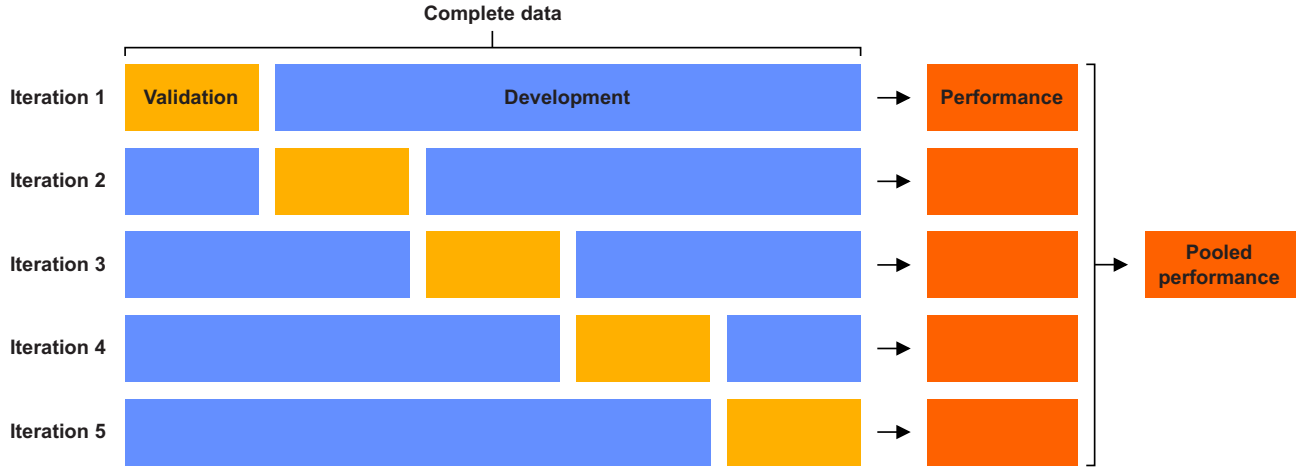 Complete data
Iteration 1
Validation
Development
Performance
Iteration 2
Iteration 3
Pooled
performance
Iteration 4
Iteration 5